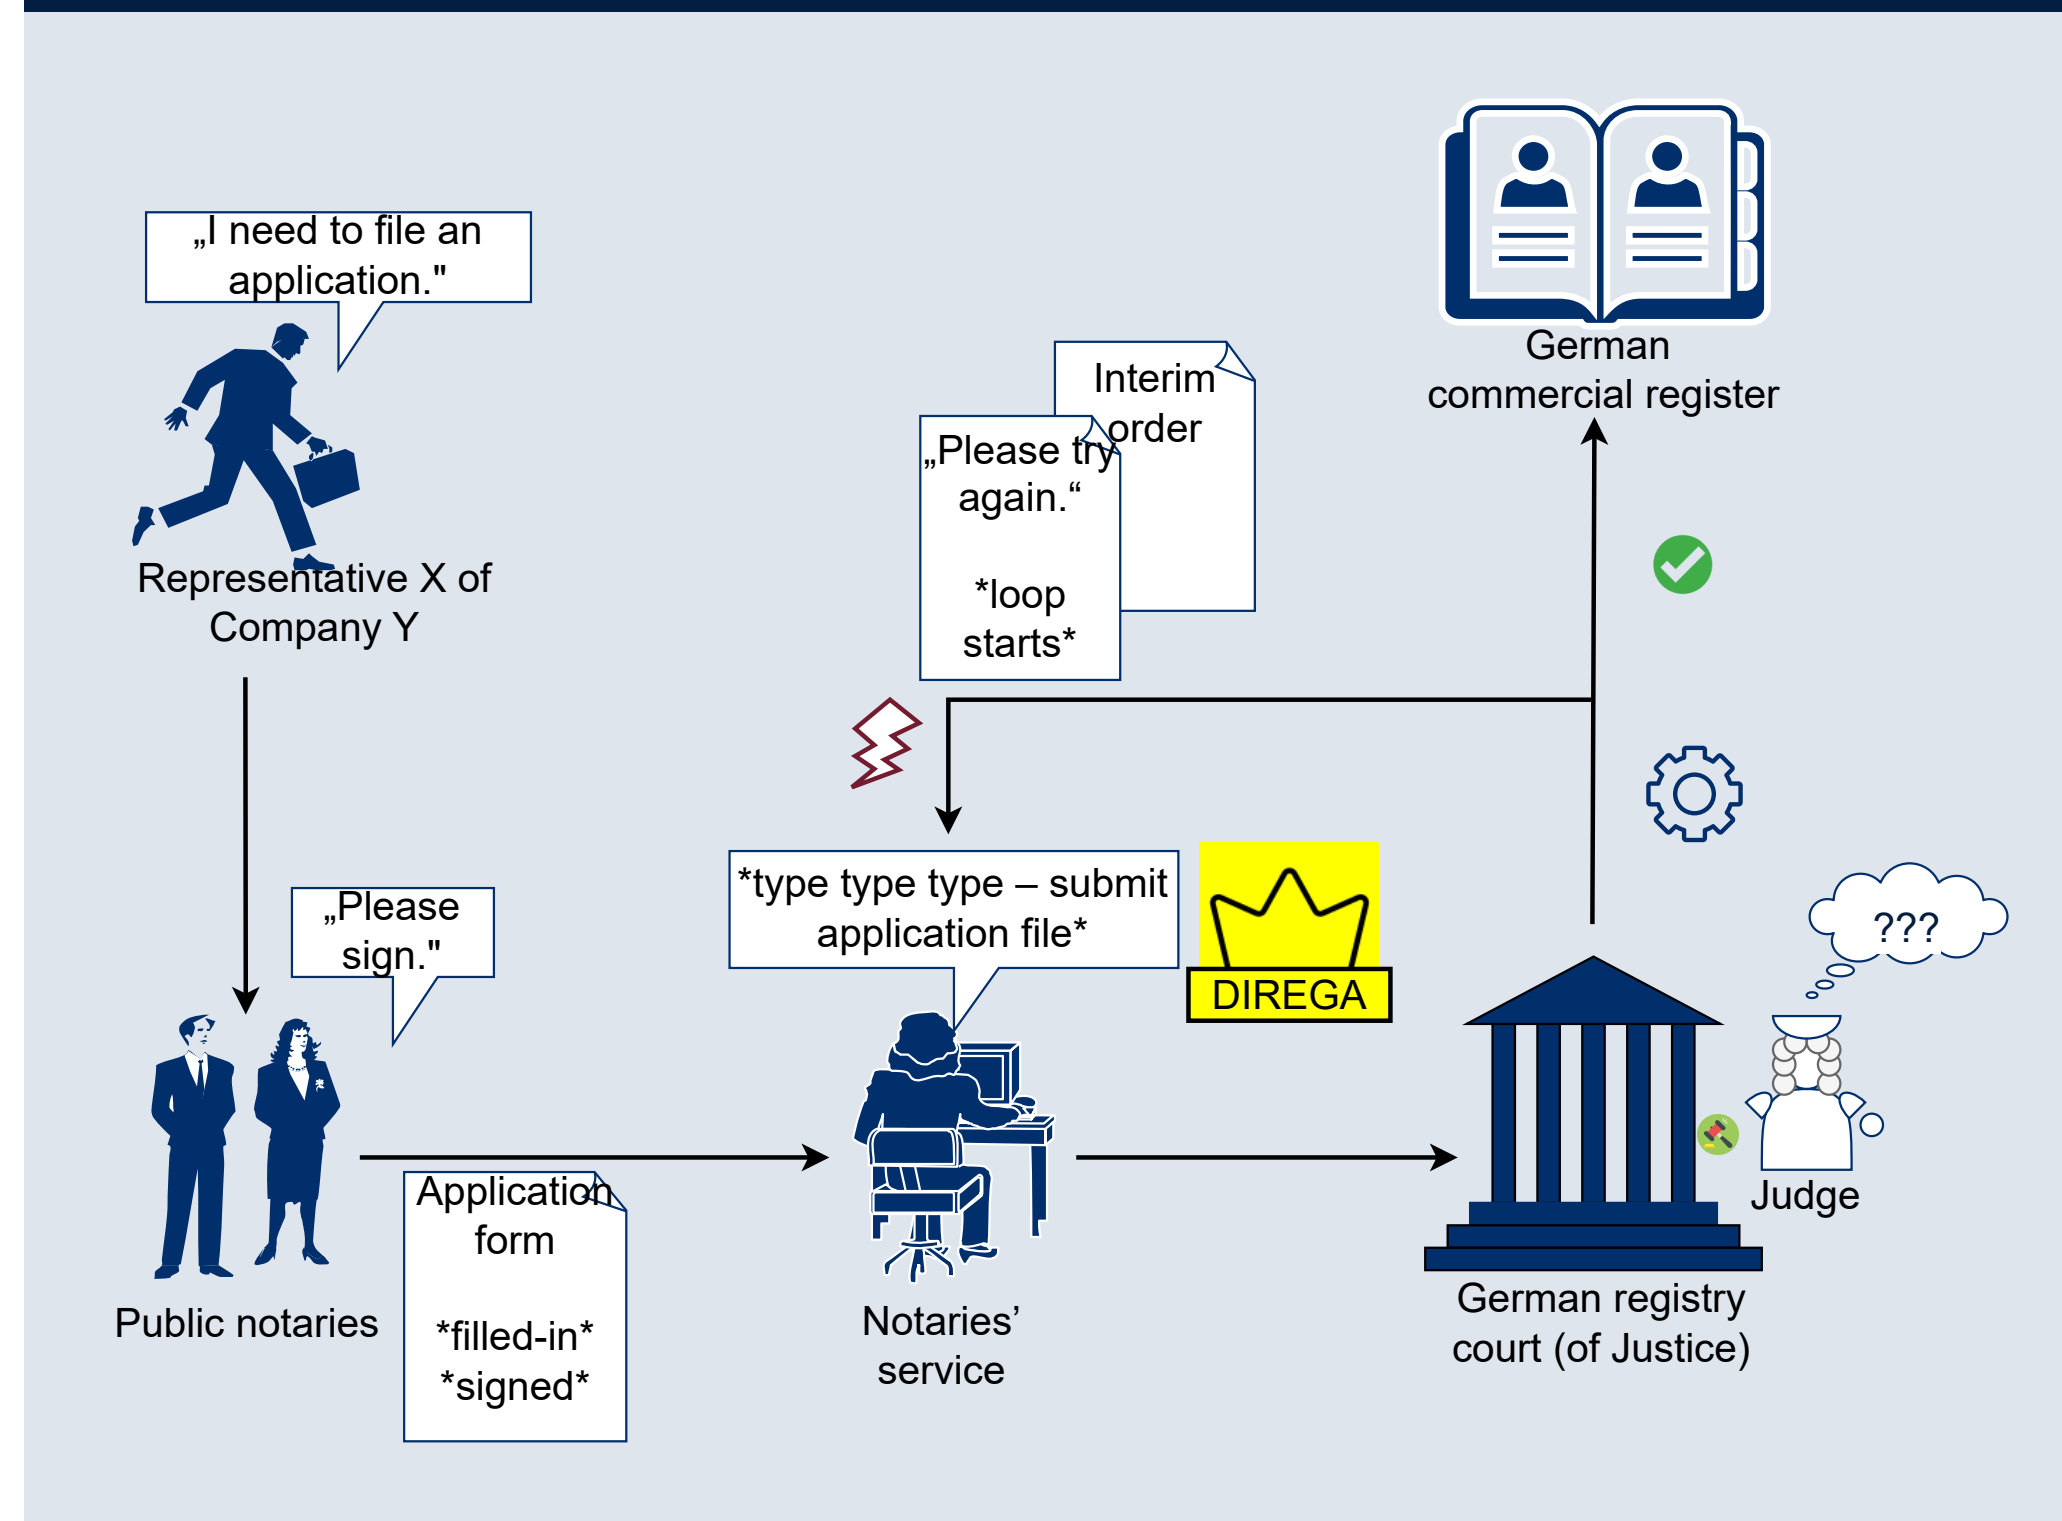 „I need to file an
application."
Representative X of
Company Y
„Please
sign."
Public notaries
Application
form
*filled-in*
*signed*
Interim
order
„Please try
again.“
*loop
starts*
*type type type – submit
application file*
DIREGA
Notaries’
service
German
commercial register
???
Judge
German registry
court (of Justice)